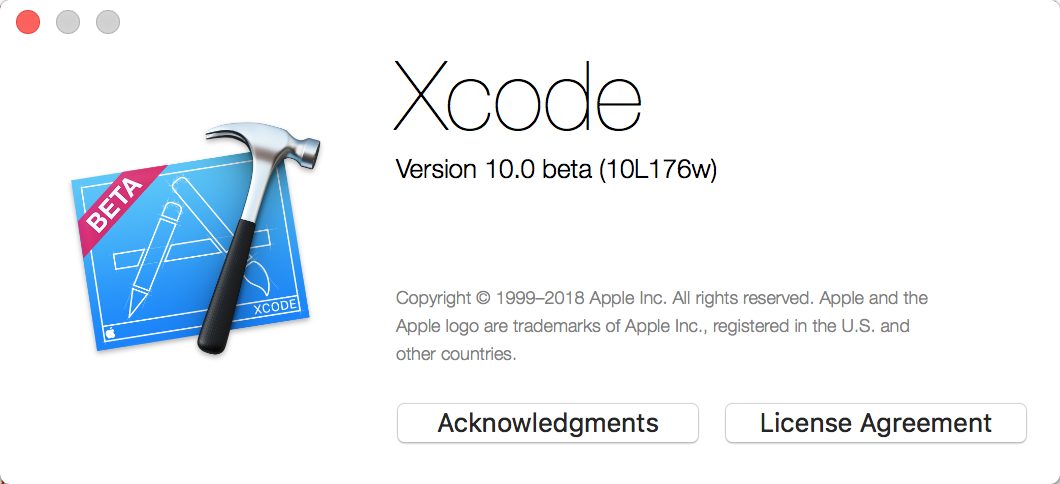 Xcode
Version 10.0 beta (10L176w)
BETA
XCODE
Copyright © 1999–2018 Apple Inc. All rights reserved. Apple and the
Apple logo are trademarks of Apple Inc., registered in the U.S. and
other countries.
Acknowledgments
License Agreement